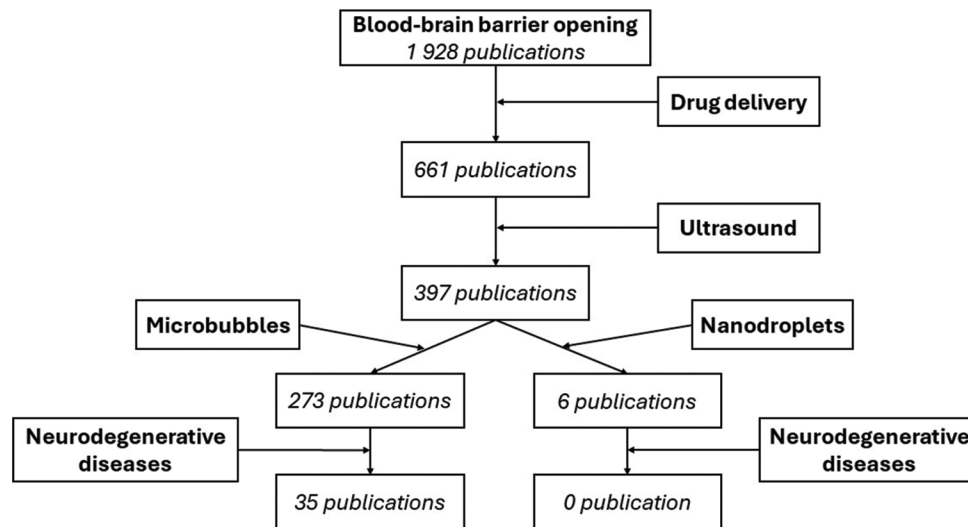 Blood-brain barrier opening
1 928 publications
Drug delivery
661 publications
Ultrasound
397 publications
Microbubbles
Nanodroplets
273 publications
6 publications
Neurodegenerative
diseases
Neurodegenerative
diseases
35 publications
0 publication